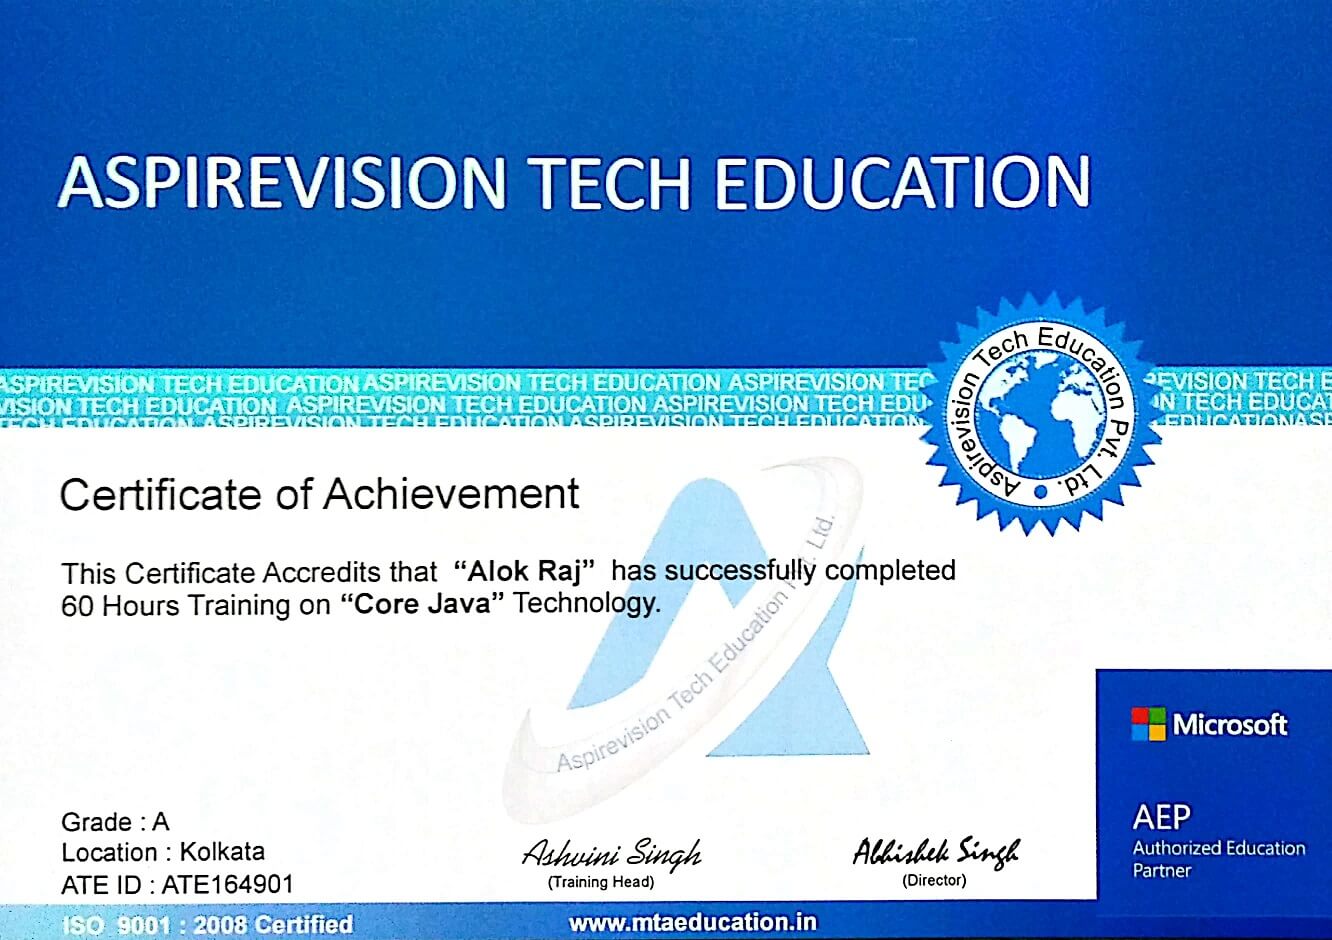 ASPIREVISION TECH EDUCATION
ASPIREVISION TECH EDUCATION ASPIREVISION TECH EDUCATION ASPIREVISION TEC EVISION TECH E
VISION TECH EDUCATION ASPIREVISION TECH EDUCATION ASPIREVISION TECH EDU N TECH EDUCAT
TECH EDUCATION ASPIREVISION TECH EDUCATION ASPIREVISION TECH EDUCATION EDUCATIONASP
Aspirevision Tech Education Pvt. Ltd.
Certificate of Achievement
This Certificate Accredits that “Alok Raj” has successfully completed
60 Hours Training on “Core Java” Technology.
Aspirevision Tech Education Pvt. Ltd.
Microsoft
AEP
Authorized Education
Partner
Grade : A
Location : Kolkata
ATE ID : ATE164901
Ashvini Singh
(Training Head)
Abhishek Singh
(Director)
ISO 9001 : 2008 Certified
www.mtaeducation.in